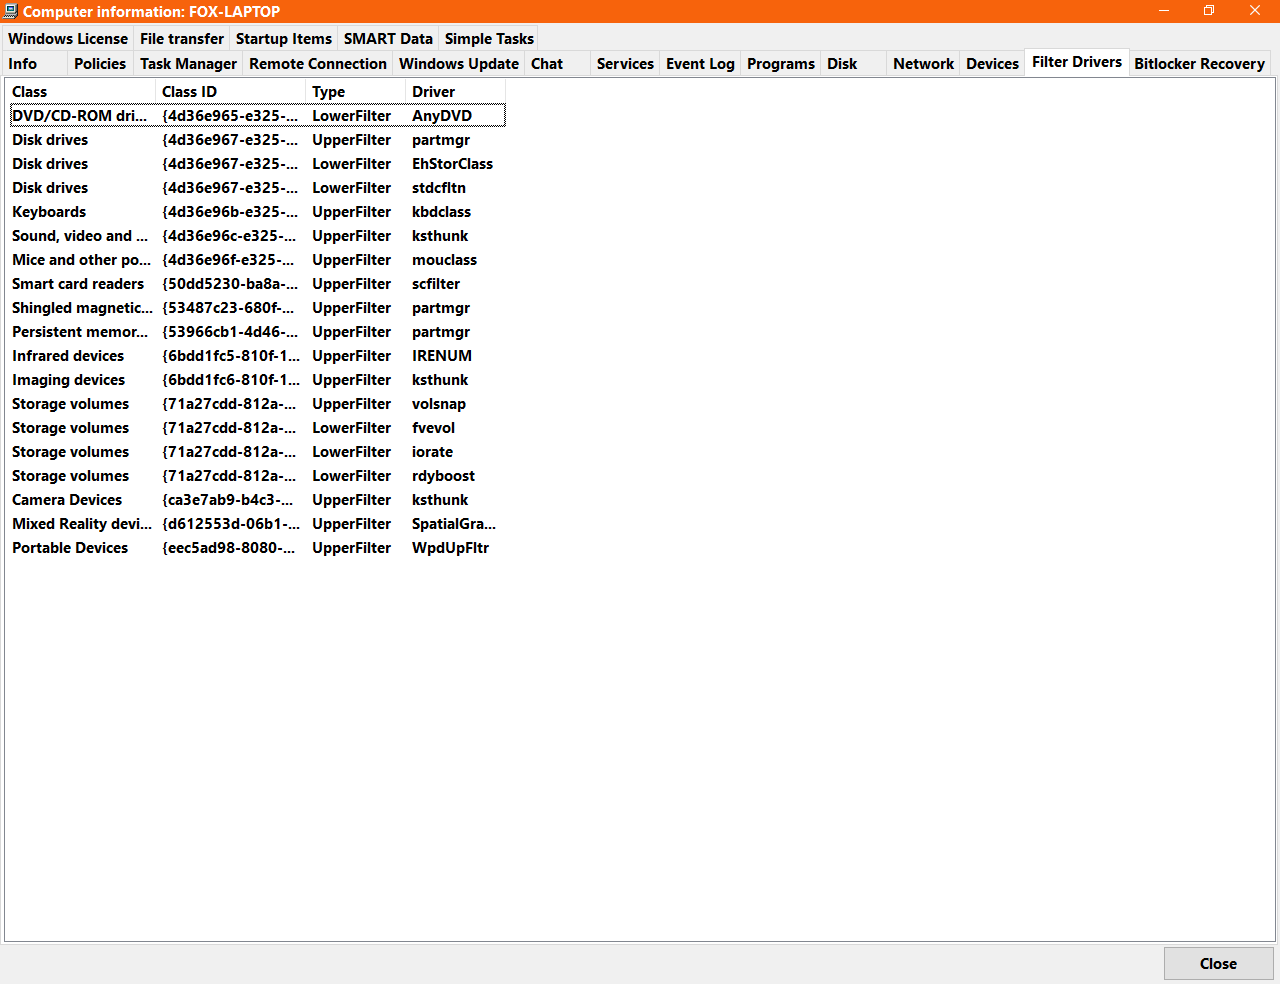 Computer information: FOX-LAPTOP
Windows License File transfer Startup Items SMART Data Simple Tasks
Info Policies Task Manager Remote Connection Windows Update Chat Services Event Log Programs Disk Network Devices Filter Drivers Bitlocker Recovery
Class Class ID Type Driver
DVD/CD-ROM dri... {4d36e965-e325-... LowerFilter AnyDVD
Disk drives {4d36e967-e325-... UpperFilter partmgr
Disk drives {4d36e967-e325-... LowerFilter EhStorClass
Disk drives {4d36e967-e325-... LowerFilter stdcfltn
Keyboards {4d36e96b-e325-... UpperFilter kbdclass
Sound, video and ... {4d36e96c-e325-... UpperFilter ksthunk
Mice and other po... {4d36e96f-e325-... UpperFilter mouclass
Smart card readers {50dd5230-ba8a-... UpperFilter scfilter
Shingled magnetic... {53487c23-680f-... UpperFilter partmgr
Persistent memor... {53966cb1-4d46-... UpperFilter partmgr
Infrared devices {6bdd1fc5-810f-1... UpperFilter IRENUM
Imaging devices {6bdd1fc6-810f-1... UpperFilter ksthunk
Storage volumes {71a27cdd-812a-... UpperFilter volsnap
Storage volumes {71a27cdd-812a-... LowerFilter fvevol
Storage volumes {71a27cdd-812a-... LowerFilter iorate
Storage volumes {71a27cdd-812a-... LowerFilter rdyboost
Camera Devices {ca3e7ab9-b4c3-... UpperFilter ksthunk
Mixed Reality devi... {d612553d-06b1-... UpperFilter SpatialGra...
Portable Devices {eec5ad98-8080-... UpperFilter WpdUpFltr
Close